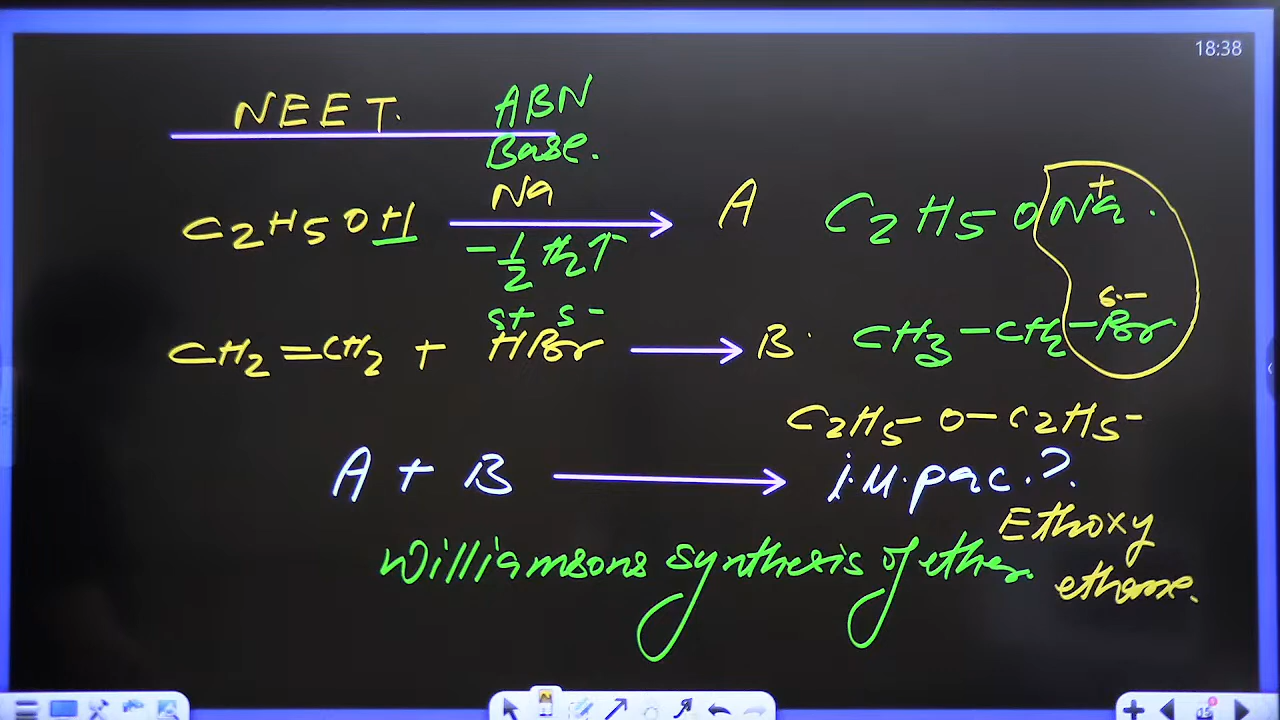 18:38
NEET. ABN
Base.
C2H5OH Na A C2H5ONa+.
-1/2 H2↑
δ+ δ- δ-
CH2=CH2 + HBr → B. CH3-CH2-Br
C2H5-O-C2H5-
A + B → i.u.pac.?
Ethoxy
Williamsons synthesis of ether.
ethane.